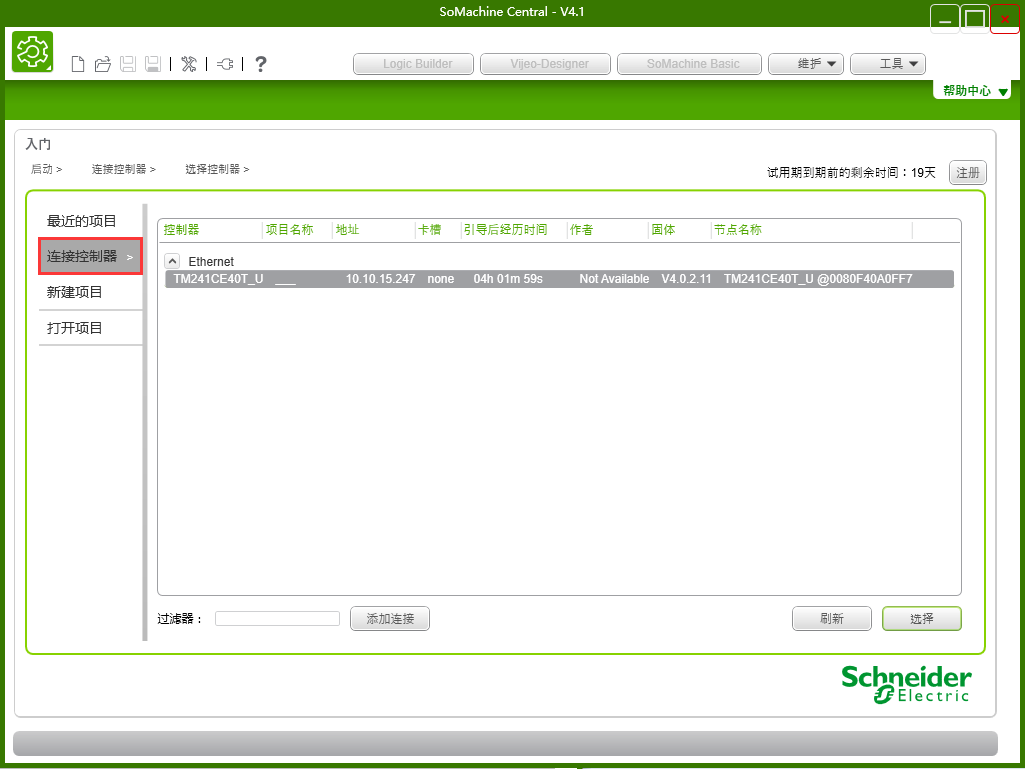 SoMachine Central - V4.1
Logic Builder Vijeo-Designer SoMachine Basic 维护 工具
帮助中心
入门
启动 > 连接控制器 > 选择控制器 >
试用期到期前的剩余时间：19天 注册
最近的项目
连接控制器 >
新建项目
打开项目
控制器 项目名称 地址 卡槽 引导后经历时间 作者 固体 节点名称
Ethernet
TM241CE40T_U ___ 10.10.15.247 none 04h 01m 59s Not Available V4.0.2.11 TM241CE40T_U @0080F40A0FF7
过滤器： 添加连接 刷新 选择
Schneider
Electric